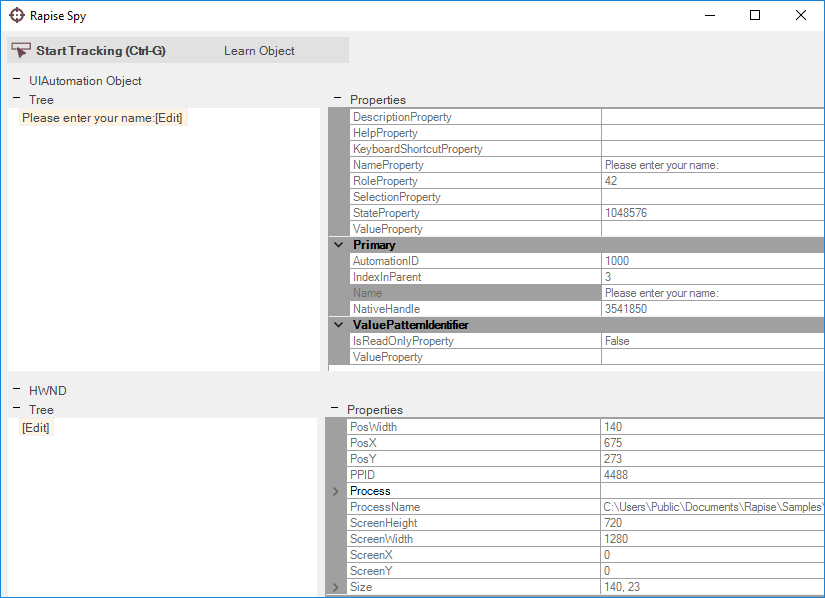 Rapise Spy
Start Tracking (Ctrl-G) Learn Object
UIAutomation Object
Tree
Please enter your name:[Edit]
Properties
DescriptionProperty
HelpProperty
KeyboardShortcutProperty
NameProperty Please enter your name:
RoleProperty 42
SelectionProperty
StateProperty 1048576
ValueProperty
Primary
AutomationID 1000
IndexInParent 3
Name Please enter your name:
NativeHandle 3541850
ValuePatternIdentifier
IsReadOnlyProperty False
ValueProperty
HWND
Tree
[Edit]
Properties
PosWidth 140
PosX 675
PosY 273
PPID 4488
Process
ProcessName C:\Users\Public\Documents\Rapise\Samples\
ScreenHeight 720
ScreenWidth 1280
ScreenX 0
ScreenY 0
Size 140, 23